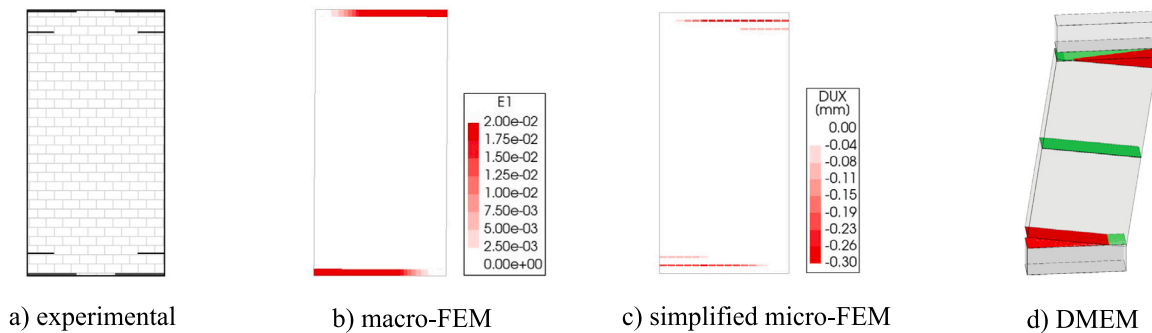 E1
2.00e-02
1.75e-02
1.50e-02
1.25e-02
1.00e-02
7.50e-03
5.00e-03
2.50e-03
0.00e+00
DUX
(mm)
0.00
-0.04
-0.08
-0.11
-0.15
-0.19
-0.23
-0.26
-0.30
a) experimental
b) macro-FEM
c) simplified micro-FEM
d) DMEM